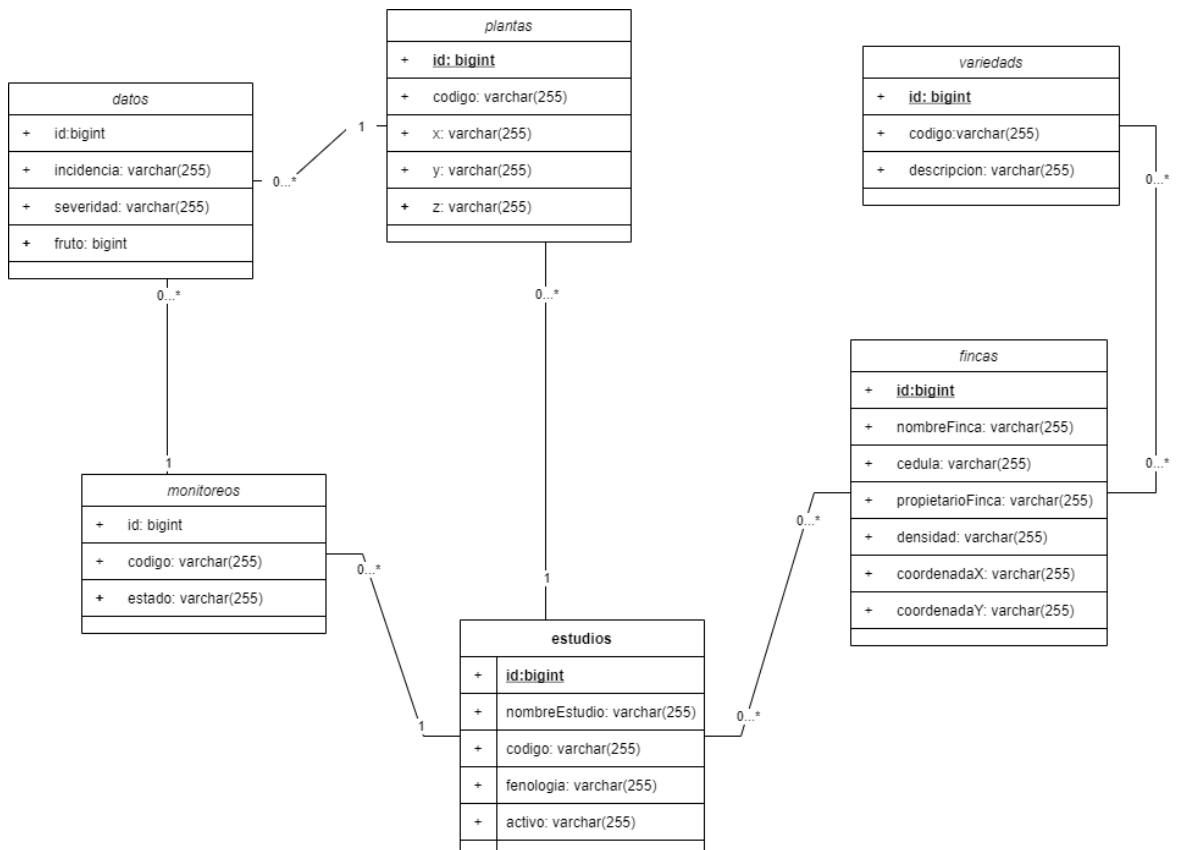 plantas
+ id: bigint
+ codigo: varchar(255)
+ x: varchar(255)
+ y: varchar(255)
+ z: varchar(255)
variedads
+ id: bigint
+ codigo:varchar(255)
+ descripcion: varchar(255)
datos
+ id:bigint
+ incidencia: varchar(255)
+ severidad: varchar(255)
+ fruto: bigint
1
0...*
0...*
0...*
0...*
1
fincas
+ id:bigint
+ nombreFinca: varchar(255)
+ cedula: varchar(255)
+ propietarioFinca: varchar(255)
+ densidad: varchar(255)
+ coordenadaX: varchar(255)
+ coordenadaY: varchar(255)
0...*
0...*
monitoreos
+ id: bigint
+ codigo: varchar(255)
+ estado: varchar(255)
0...*
1
1
estudios
+ id:bigint
+ nombreEstudio: varchar(255)
+ codigo: varchar(255)
+ fenologia: varchar(255)
+ activo: varchar(255)
0...*